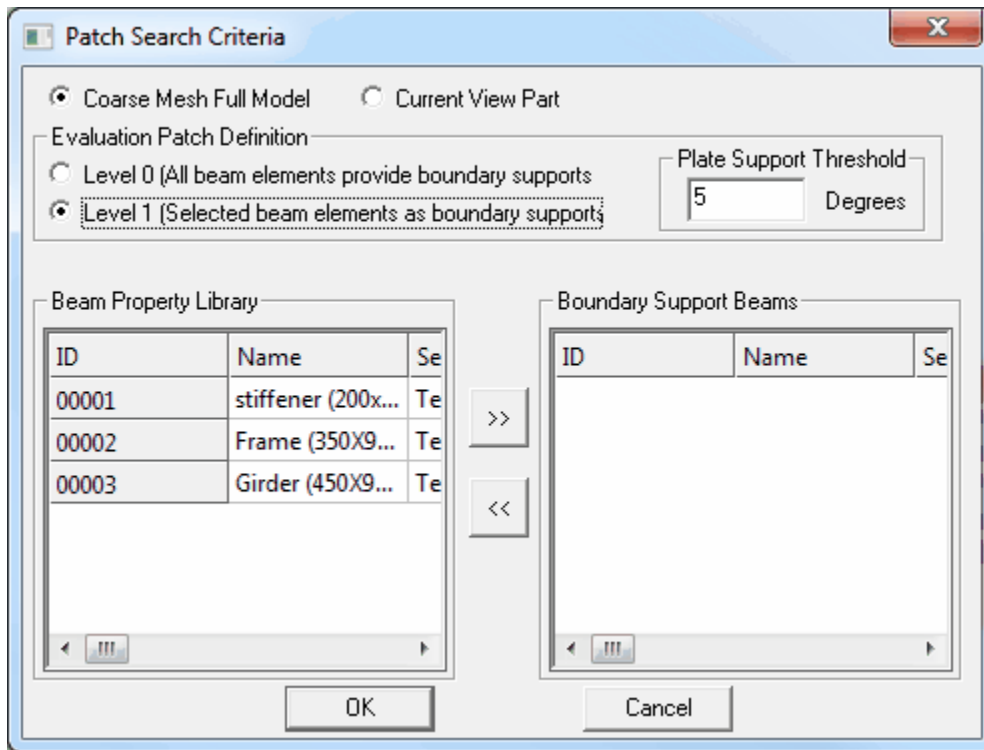 Patch Search Criteria
Coarse Mesh Full Model Current View Part
Evaluation Patch Definition
Level 0 (All beam elements provide boundary supports
Level 1 (Selected beam elements as boundary supports
Plate Support Threshold
5 Degrees
Beam Property Library
ID Name Se
00001 stiffener (200x... Te
00002 Frame (350X9... Te
00003 Girder (450X9... Te
>>
<<
Boundary Support Beams
ID Name Se
OK Cancel